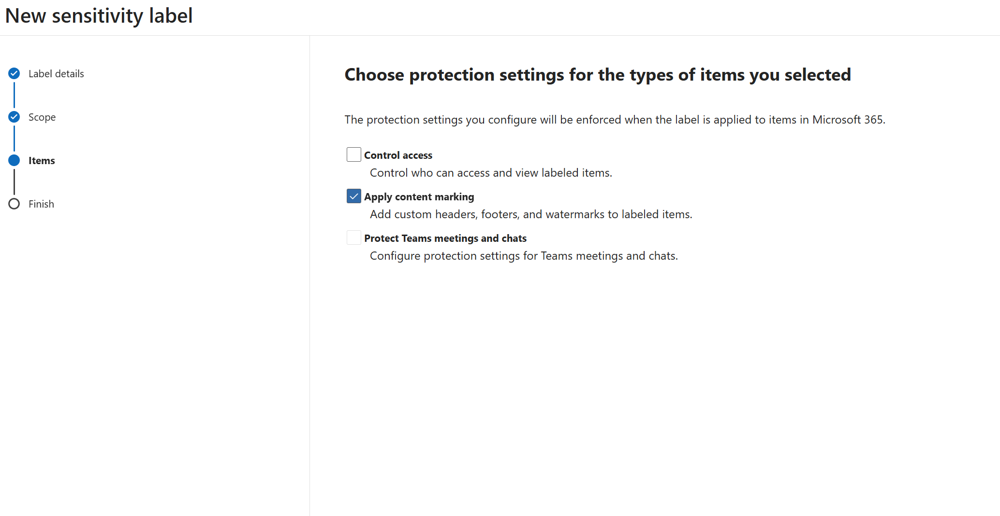 New sensitivity label
Label details
Scope
Items
Finish
Choose protection settings for the types of items you selected
The protection settings you configure will be enforced when the label is applied to items in Microsoft 365.
Control access
Control who can access and view labeled items.
Apply content marking
Add custom headers, footers, and watermarks to labeled items.
Protect Teams meetings and chats
Configure protection settings for Teams meetings and chats.